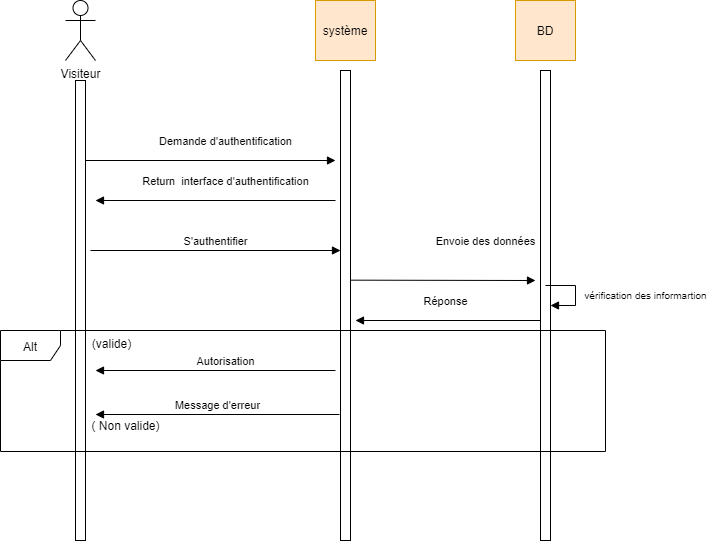 système
BD
Visiteur
Demande d'authentification
Return interface d'authentification
S'authentifier
Envoie des données
vérification des informartion
Réponse
Alt
(valide)
Autorisation
Message d'erreur
( Non valide)